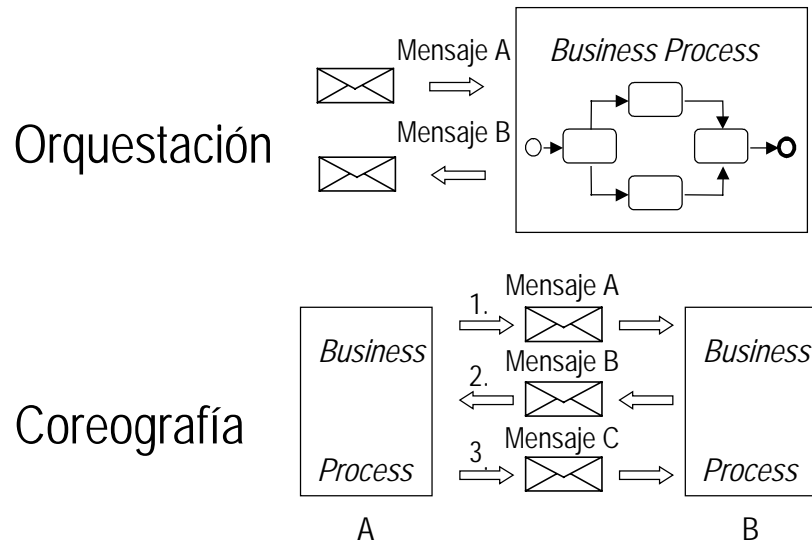 Mensaje A
Business Process
Orquestación
Mensaje B
Mensaje A
1.
Business
Business
Mensaje B
2.
Coreografía
Mensaje C
3.
Process
Process
A
B